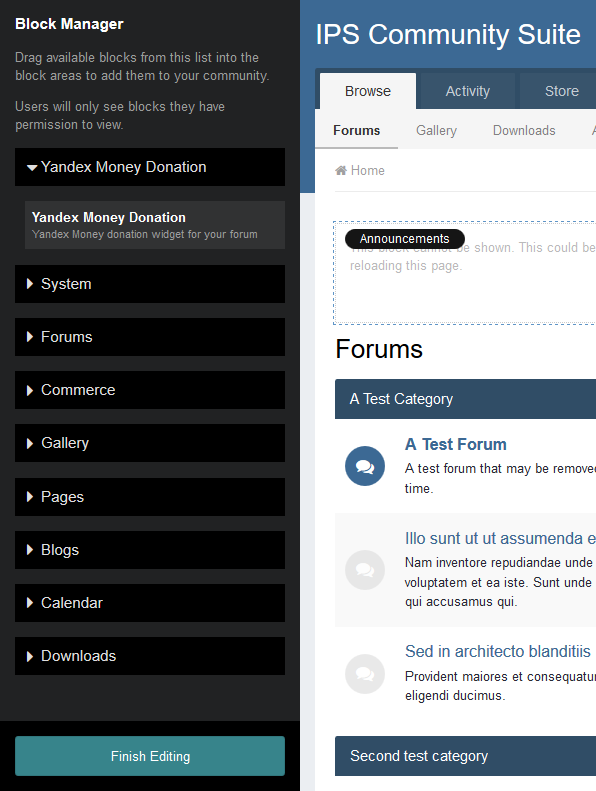 Block Manager
Drag available blocks from this list into the
block areas to add them to your community.
Users will only see blocks they have
permission to view.
Yandex Money Donation
Yandex Money Donation
Yandex Money donation widget for your forum
System
Forums
Commerce
Gallery
Pages
Blogs
Calendar
Downloads
Finish Editing
IPS Community Suite
Browse
Activity
Store
Forums
Gallery
Downloads
Home
Announcements
This block cannot be shown. This could be
reloading this page.
Forums
A Test Category
A Test Forum
A test forum that may be remove
time.
Illo sunt ut ut assumenda e
Nam inventore repudiandae unde
voluptatem et ea iste. Sunt unde
qui accusamus qui.
Sed in architecto blanditiis
Provident maiores et consequatu
eligendi ducimus.
Second test category